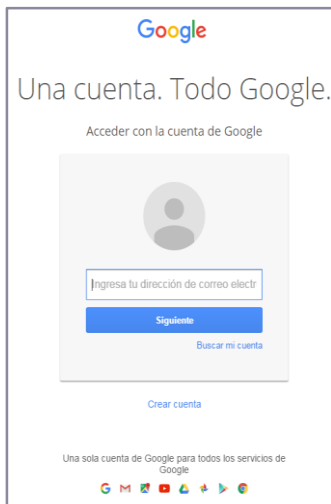 Google
Una cuenta. Todo Google.
Acceder con la cuenta de Google
Ingresa tu dirección de correo electr
Siguiente
Buscar mi cuenta
Crear cuenta
Una sola cuenta de Google para todos los servicios de
Google